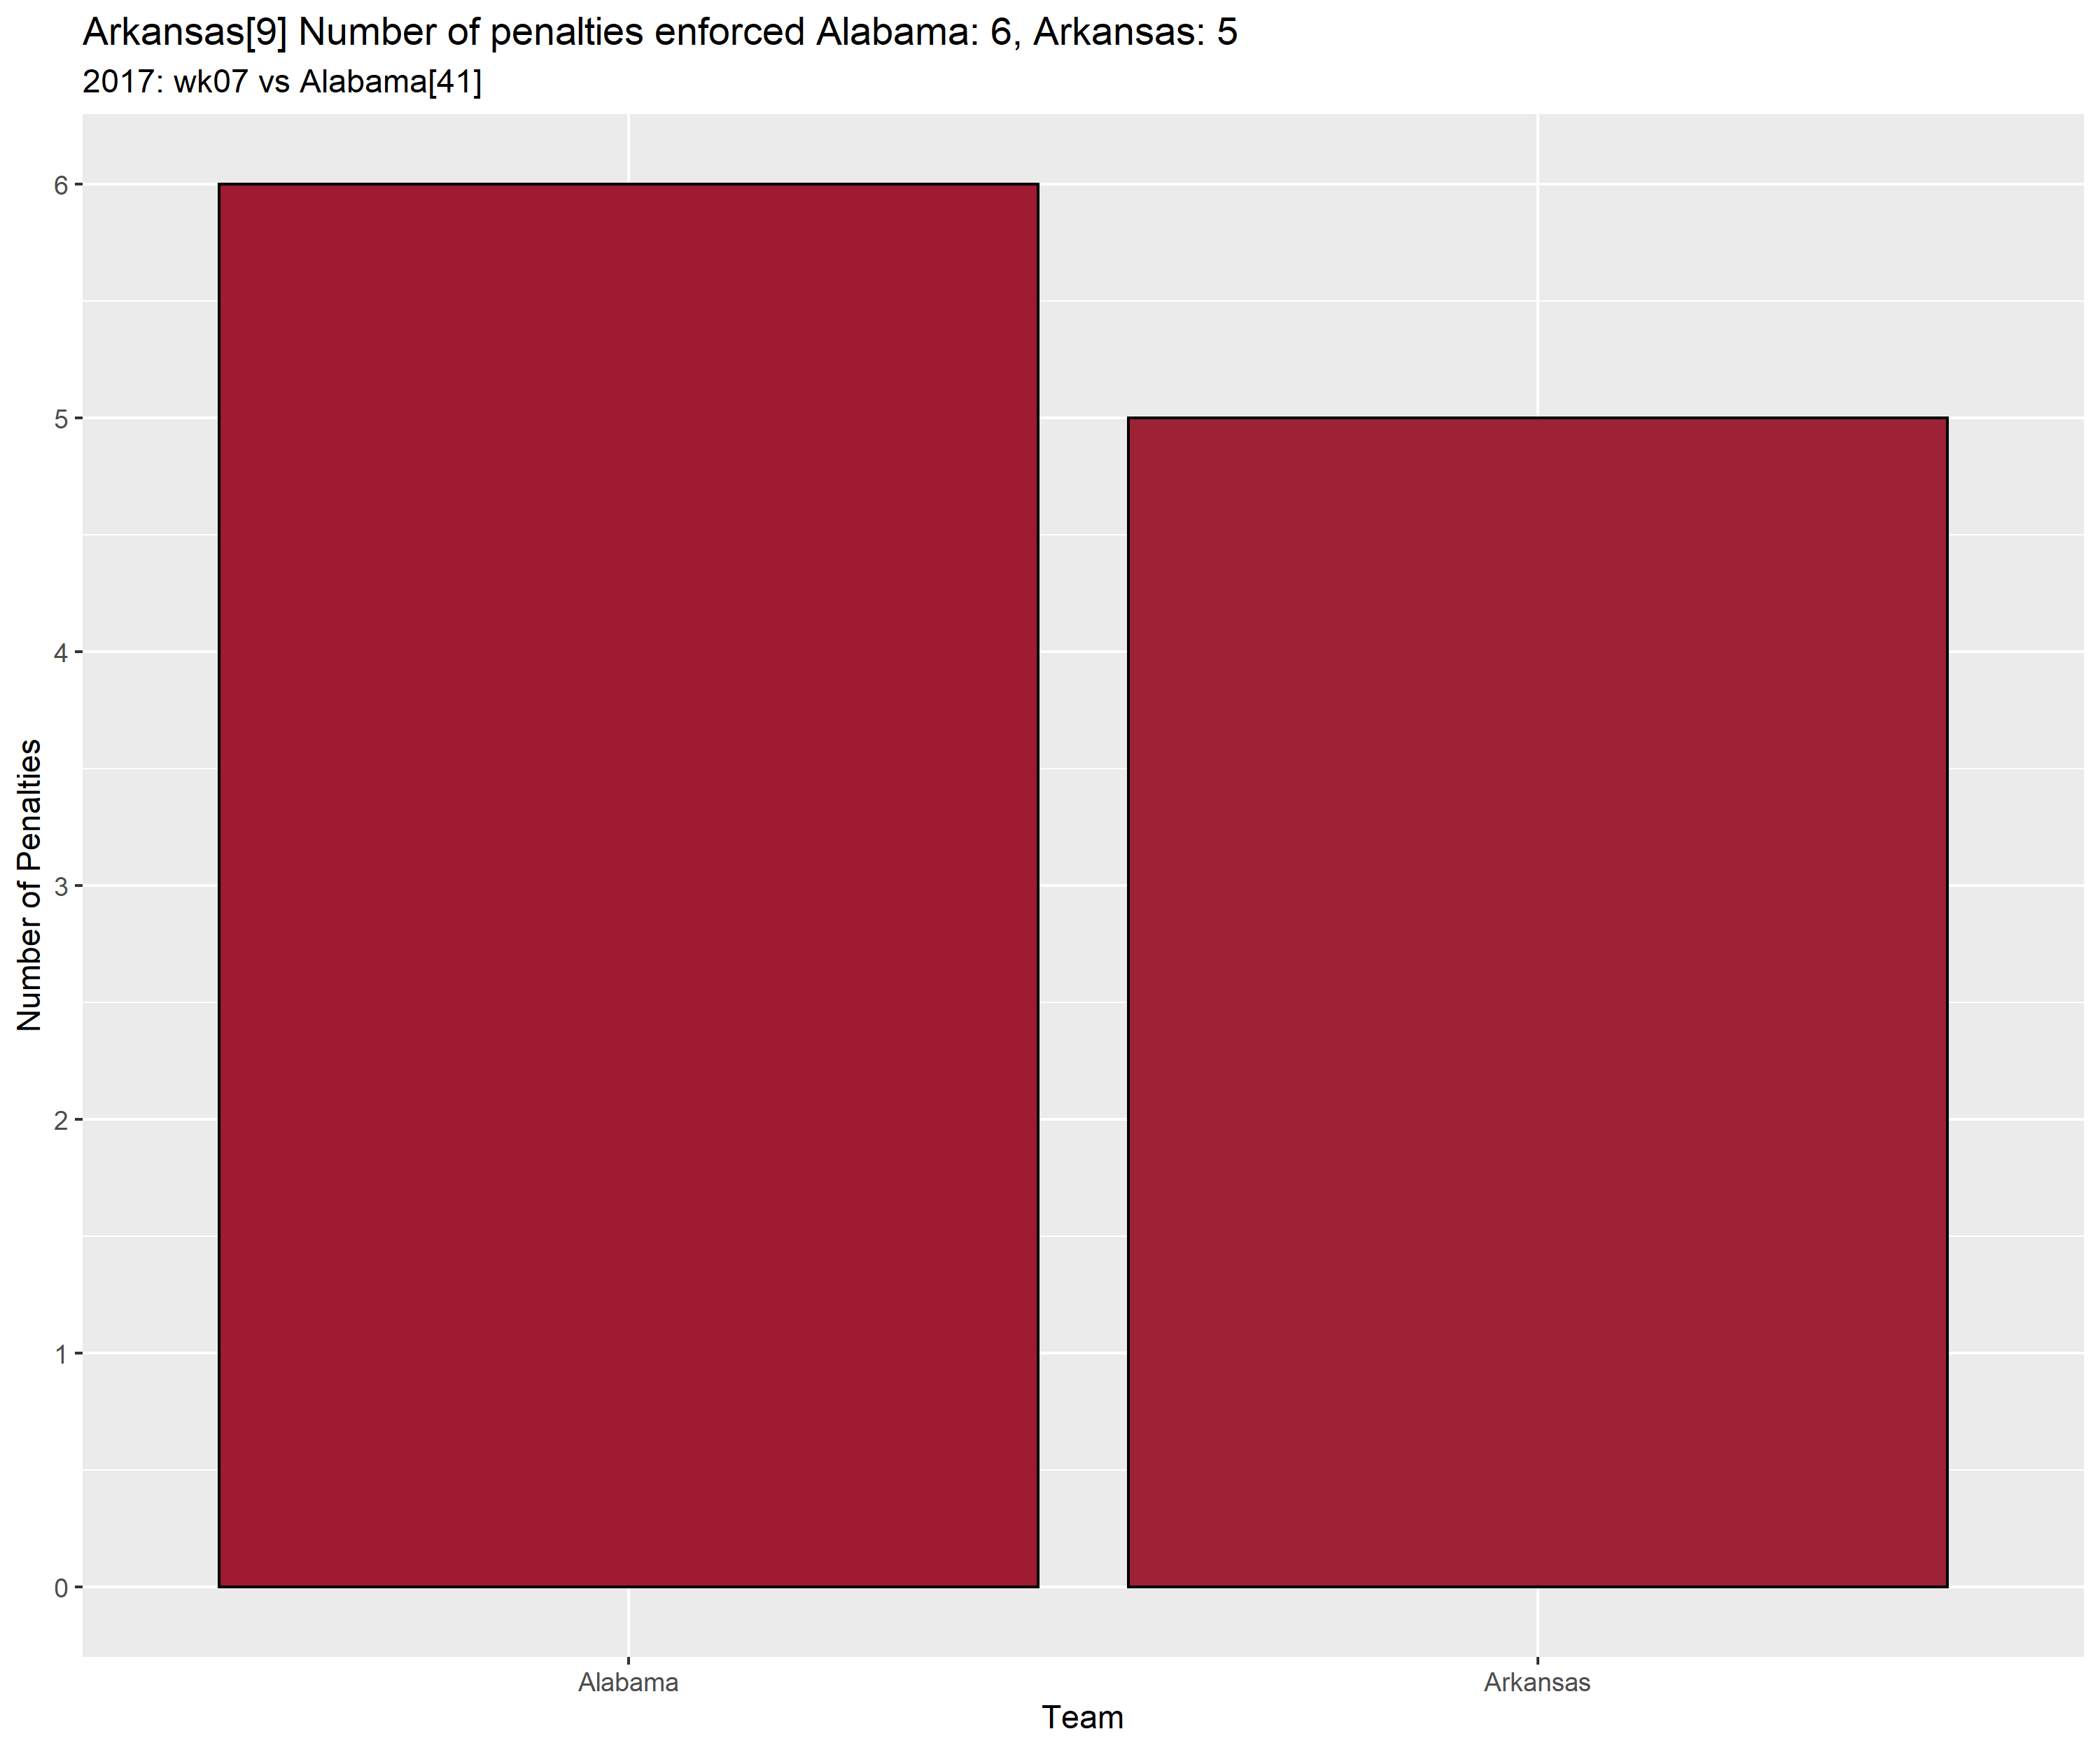 Arkansas[9] Number of penalties enforced Alabama: 6, Arkansas: 5
2017: wk07 vs Alabama[41]
Number of Penalties
6
5
4
3
2
1
0
Alabama
Arkansas
Team